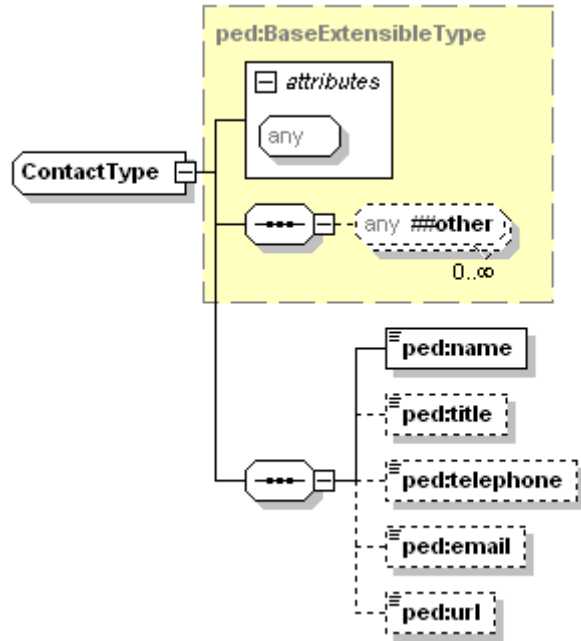 ped:BaseExtensibleType
attributes
any
ContactType
any ##other
0..∞
ped:name
ped:title
ped:telephone
ped:email
ped:url